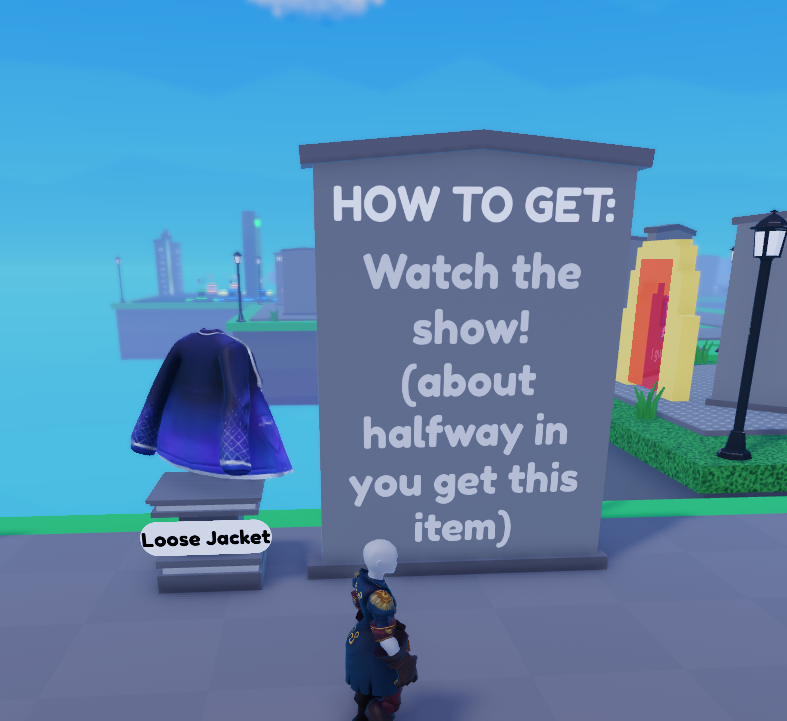 HOW TO GET:
Watch the
show!
(about
halfway in
you get this
item)
Loose Jacket